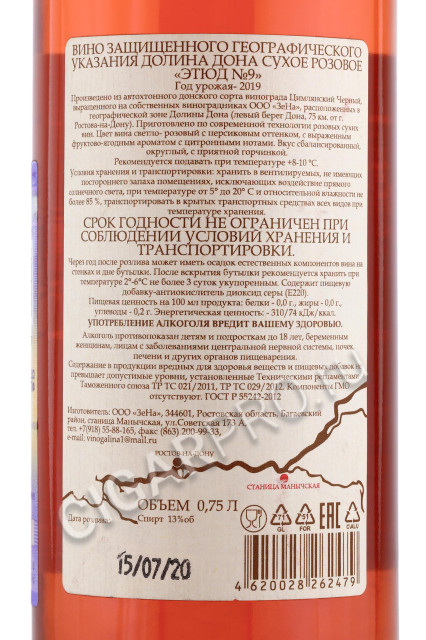 ВИНО ЗАЩИЩЕННОГО ГЕОГРАФИЧЕСКОГО
УКАЗАНИЯ ДОЛИНА ДОНА СУХОЕ РОЗОВОЕ
«ЭТЮД №9»
Год урожая- 2019
Произведено из автохтонного донского сорта винограда Цимлянский Черный,
выращенного на собственных виноградниках ООО «ЗеНа», расположенных в
географической зоне Долины Дона (левый берег Дона, 75 км. от г.
Ростова-на-Дону). Приготовлено по современной технологии розовых сухих
вин. Цвет вина светло- розовый с персиковым оттенком, с выраженным
фруктово-ягодным ароматом с цитронными нотами. Вкус сбалансированный,
округлый, с приятной горчинкой.
Рекомендуется подавать при температуре +8-10 °С.
Условия хранения и транспортировки: хранить в вентилируемых, не имеющих
постороннего запаха помещениях, исключающих воздействие прямого
солнечного света, при температуре от 5° до 20° С и относительной влажности не
более 85 %, транспортировать в крытых транспортных средствах всех видов при
температуре хранения.
СРОК ГОДНОСТИ НЕ ОГРАНИЧЕН ПРИ
СОБЛЮДЕНИИ УСЛОВИЙ ХРАНЕНИЯ И
ТРАНСПОРТИРОВКИ.
Через год после розлива может иметь осадок естественных компонентов вина на
стенках и дне бутылки. После вскрытия бутылки рекомендуется хранить при
температуре 2°-6°С не более 3 суток укупоренным. Содержит пищевую
добавку-антиокислитель диоксид серы (Е220).
Пищевая ценность на 100 мл продукта: белки - 0,0 г., жиры - 0,0 г.,
углеводы - 0,2 г. Энергетическая ценность: - 310/74 кДж/ккал.
УПОТРЕБЛЕНИЕ АЛКОГОЛЯ ВРЕДИТ ВАШЕМУ ЗДОРОВЬЮ.
Алкоголь противопоказан детям и подросткам до 18 лет, беременным
женщинам, лицам с заболеваниями центральной нервной системы, почек,
печени и других органов пищеварения.
Содержание в продукции вредных для здоровья веществ и пищевых добавок не
превышает допустимые уровни, установленные Техническими регламентами
Таможенного союза ТР ТС 021/2011, ТР ТС 029/2012. Компоненты ГМО
отсутствуют. ГОСТ Р 55242-2012
Изготовитель: ООО «ЗеНа», 344601, Ростовская область, Багаевский
район, станица Манычская, ул.Советская 173 А,
тел. +7(918) 55-88-165, факс (863) 200-99-33,
e-mail: vinogalina1@mail.ru
РОСТОВ-НА-ДОНУ
СТАНИЦА МАНЫЧСКАЯ
ОБЪЕМ 0,75 Л
Дата розлива: Спирт 13%об
71
GL
51
FOR
41
C/ALU
EAC
15/07/20
4 620028 262479
CIGARPRO.RU